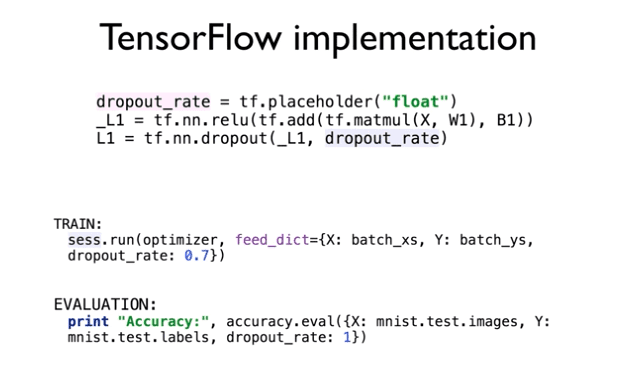 TensorFlow implementation
dropout_rate = tf.placeholder("float")
_L1 = tf.nn.relu(tf.add(tf.matmul(X, W1), B1))
L1 = tf.nn.dropout(_L1, dropout_rate)
TRAIN:
sess.run(optimizer, feed_dict={X: batch_xs, Y: batch_ys,
dropout_rate: 0.7})
EVALUATION:
print "Accuracy:", accuracy.eval({X: mnist.test.images, Y:
mnist.test.labels, dropout_rate: 1})